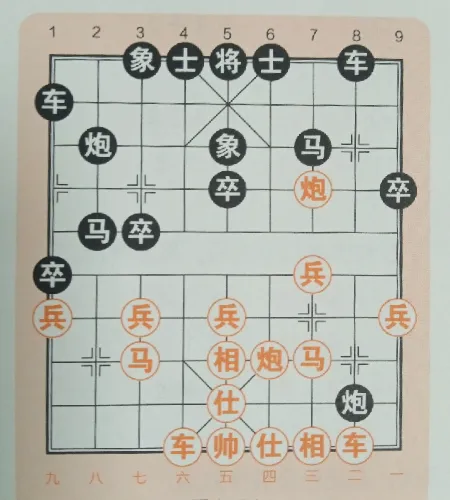 1 2 3 4 5 6 7 8 9
象 士 将 士 车
车
炮 象 马
卒 炮 卒
马 卒
卒 兵
兵 兵 兵 兵
马 相 炮 马
仕 炮
车 帅 仕 相 车
九 八 七 六 五 四 三 二 一